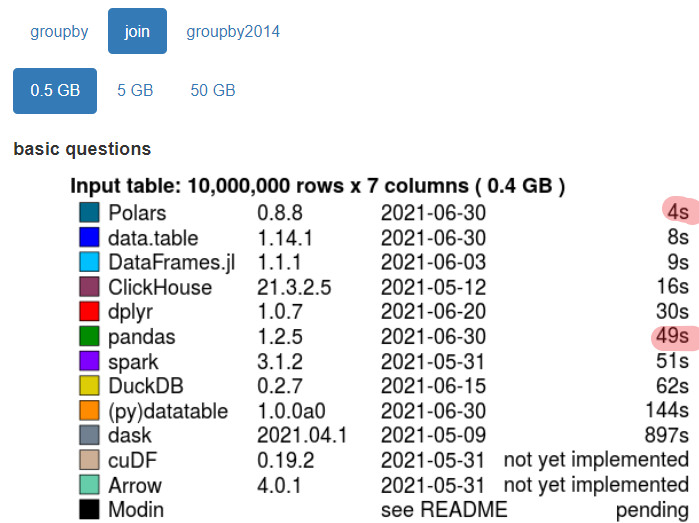 groupby join groupby2014
0.5 GB 5 GB 50 GB
basic questions
Input table: 10,000,000 rows x 7 columns ( 0.4 GB )
Polars 0.8.8 2021-06-30 4s
data.table 1.14.1 2021-06-30 8s
DataFrames.jl 1.1.1 2021-06-03 9s
ClickHouse 21.3.2.5 2021-05-12 16s
dplyr 1.0.7 2021-06-20 30s
pandas 1.2.5 2021-06-30 49s
spark 3.1.2 2021-05-31 51s
DuckDB 0.2.7 2021-06-15 62s
(py)datatable 1.0.0a0 2021-06-30 144s
dask 2021.04.1 2021-05-09 897s
cuDF 0.19.2 2021-05-31 not yet implemented
Arrow 4.0.1 2021-05-31 not yet implemented
Modin see README pending